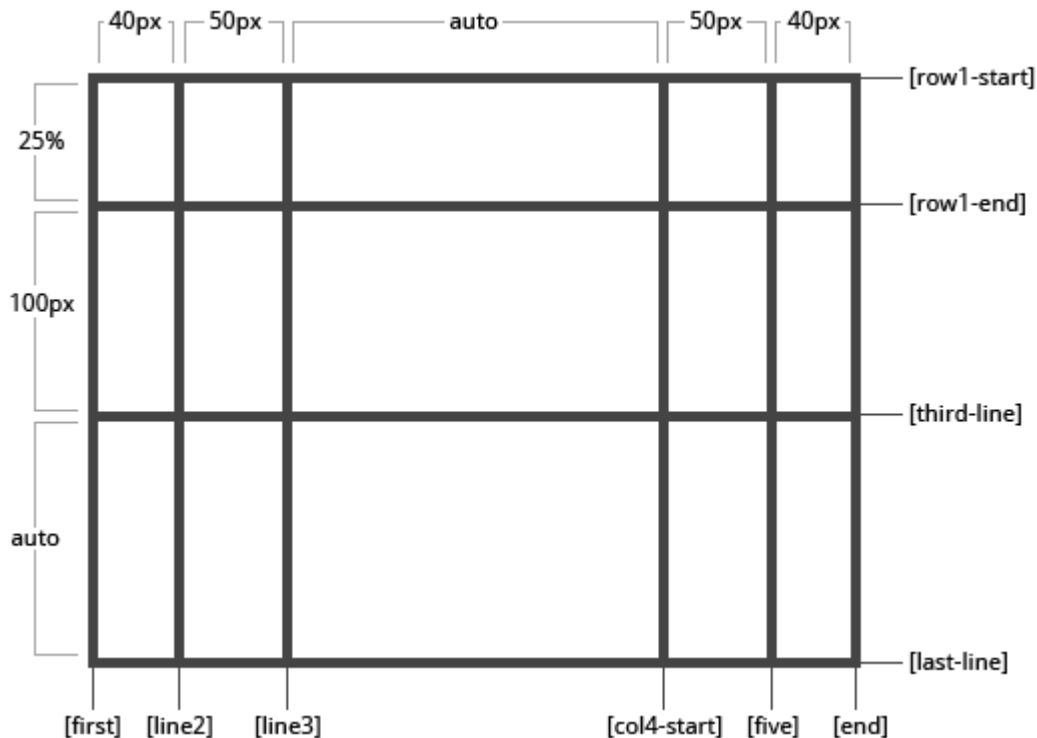 40px 50px auto 50px 40px
[row1-start]
25%
[row1-end]
100px
[third-line]
auto
[last-line]
[first] [line2] [line3] [col4-start] [five] [end]